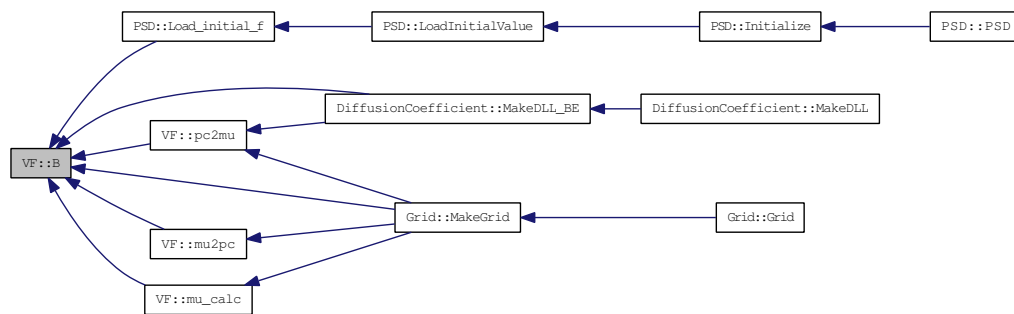 PSD::Load_initial_f
PSD::LoadInitialValue
PSD::Initialize
PSD::PSD
DiffusionCoefficient::MakeDLL_BE
DiffusionCoefficient::MakeDLL
VF::pc2mu
VF::B
Grid::MakeGrid
Grid::Grid
VF::mu2pc
VF::mu_calc